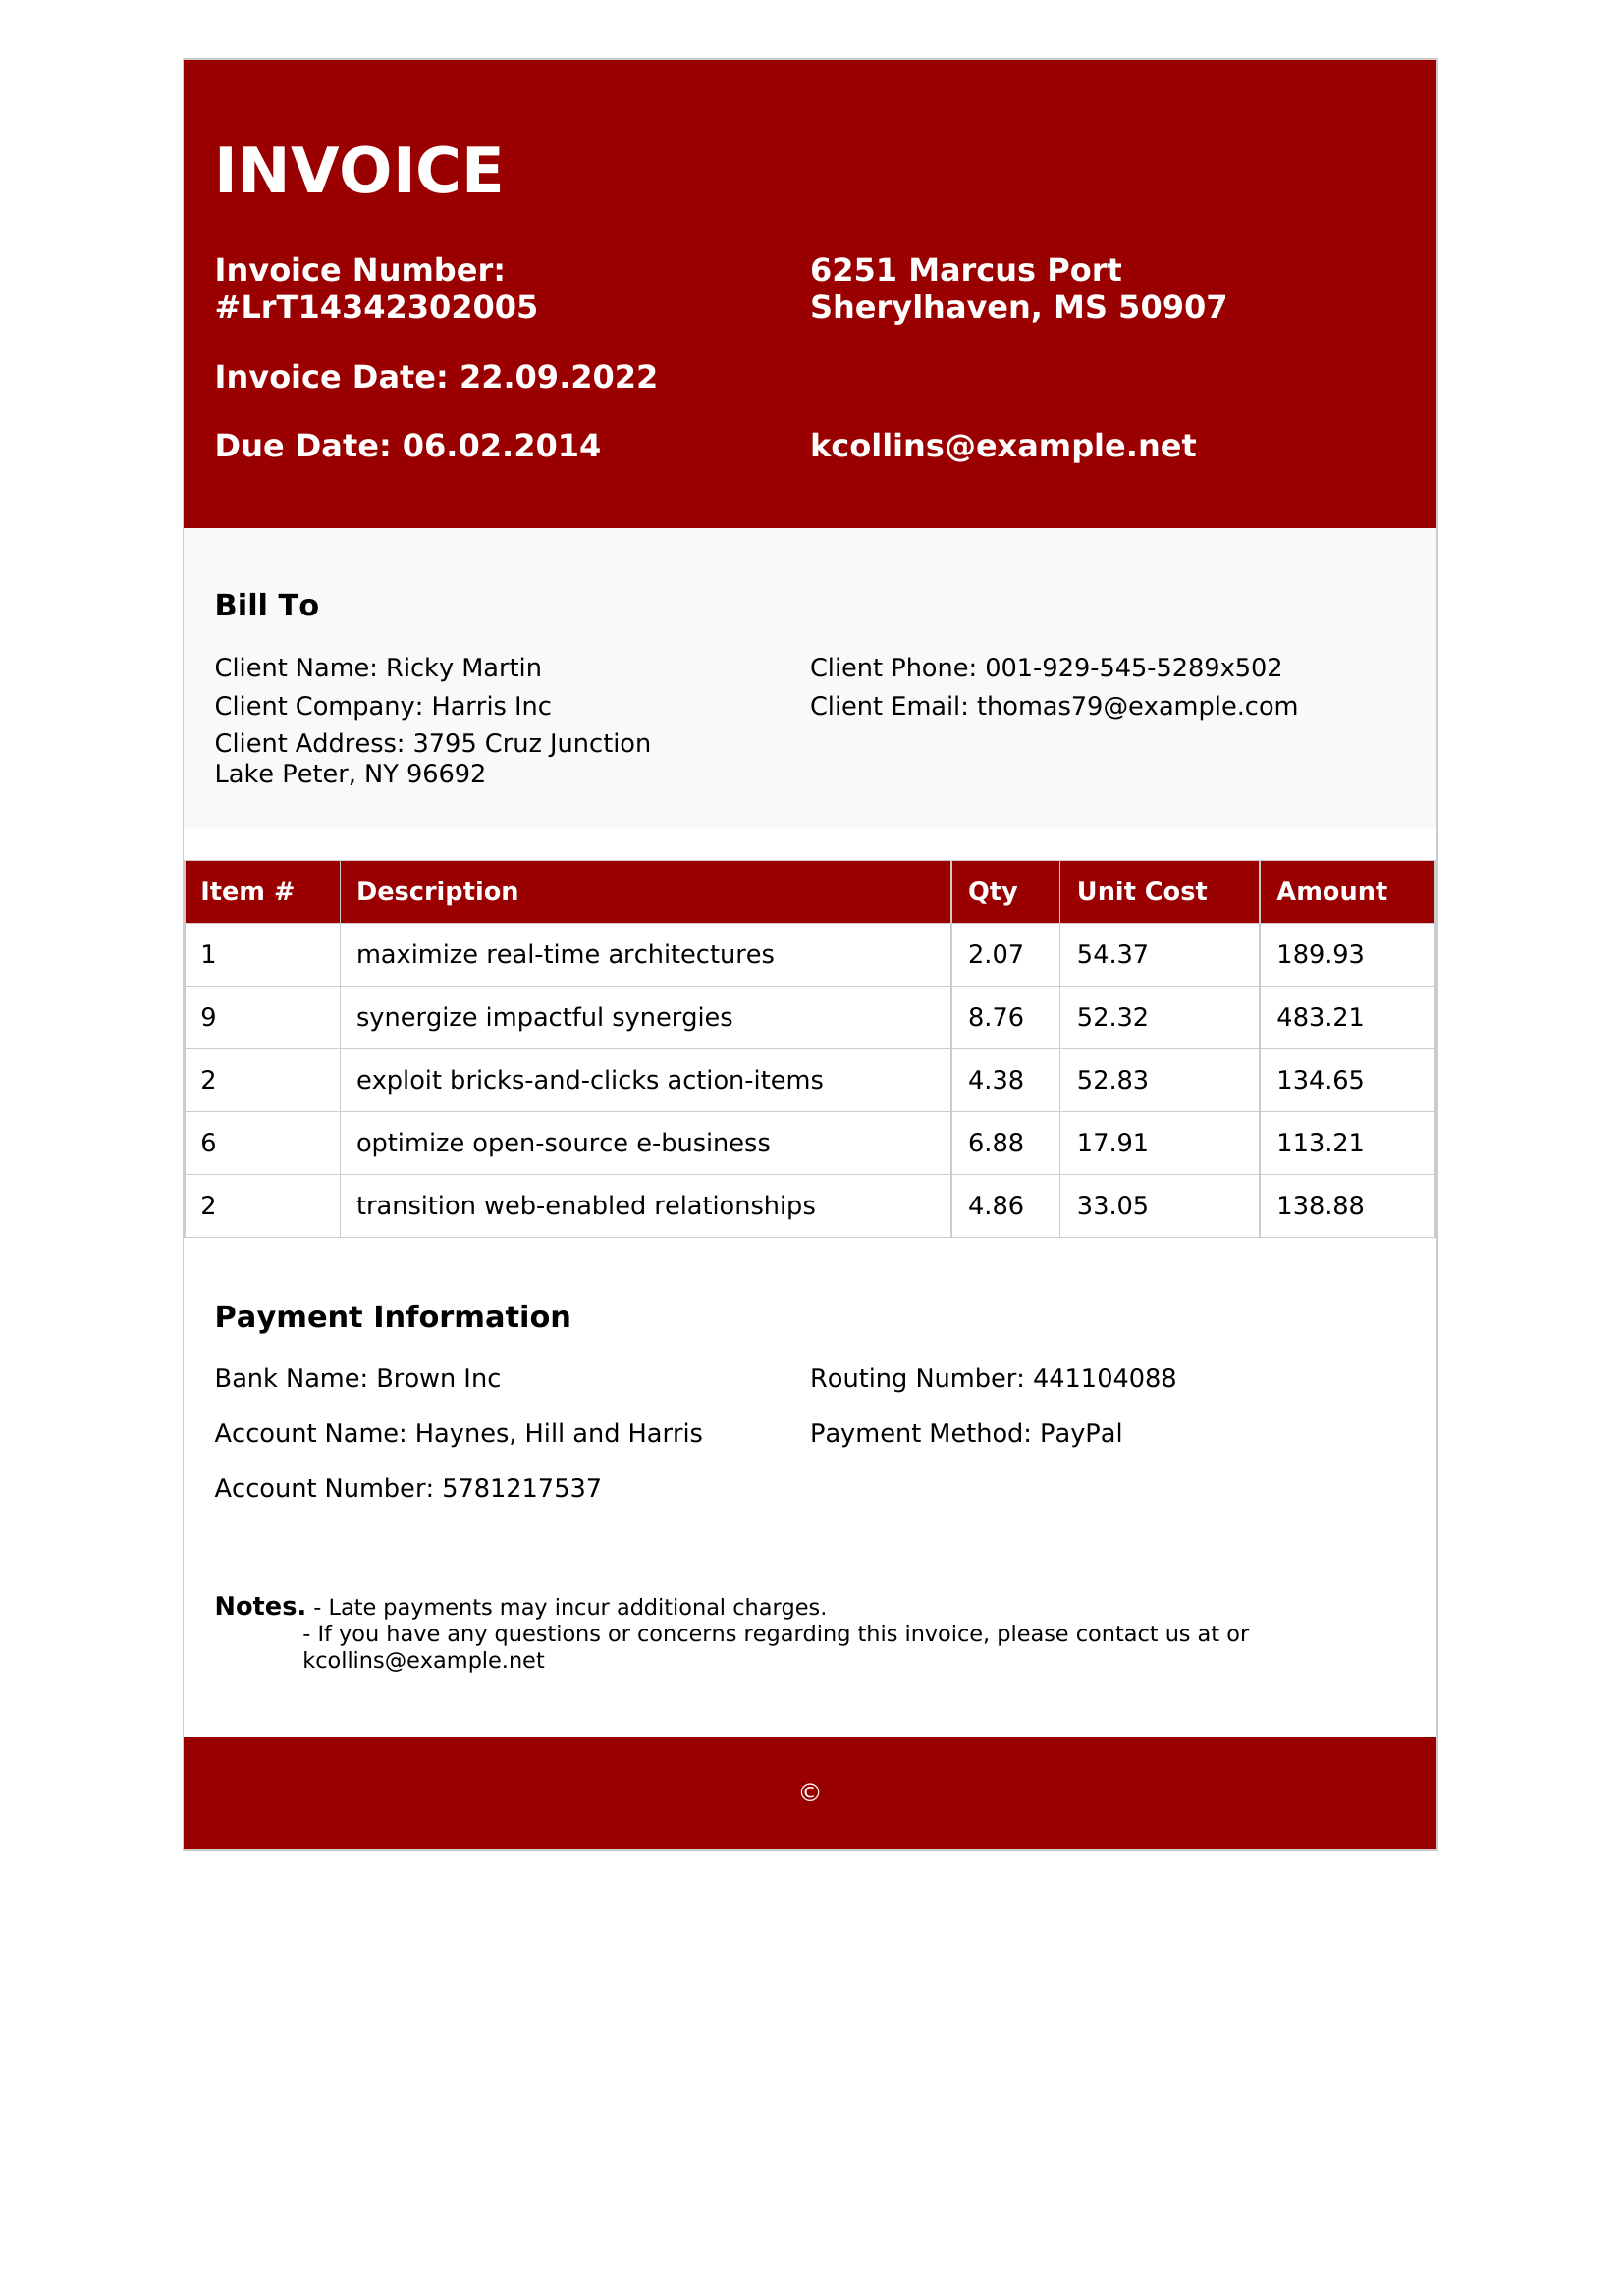 INVOICE
Invoice Number:
#LrT14342302005
6251 Marcus Port
Sherylhaven, MS 50907
Invoice Date: 22.09.2022
Due Date: 06.02.2014
kcollins@example.net
Bill To
Client Name: Ricky Martin
Client Company: Harris Inc
Client Address: 3795 Cruz Junction
Lake Peter, NY 96692
Client Phone: 001-929-545-5289x502
Client Email: thomas79@example.com
Item # Description Qty Unit Cost Amount
1 maximize real-time architectures 2.07 54.37 189.93
9 synergize impactful synergies 8.76 52.32 483.21
2 exploit bricks-and-clicks action-items 4.38 52.83 134.65
6 optimize open-source e-business 6.88 17.91 113.21
2 transition web-enabled relationships 4.86 33.05 138.88
Payment Information
Bank Name: Brown Inc
Account Name: Haynes, Hill and Harris
Account Number: 5781217537
Routing Number: 441104088
Payment Method: PayPal
Notes. - Late payments may incur additional charges.
- If you have any questions or concerns regarding this invoice, please contact us at or
kcollins@example.net
©